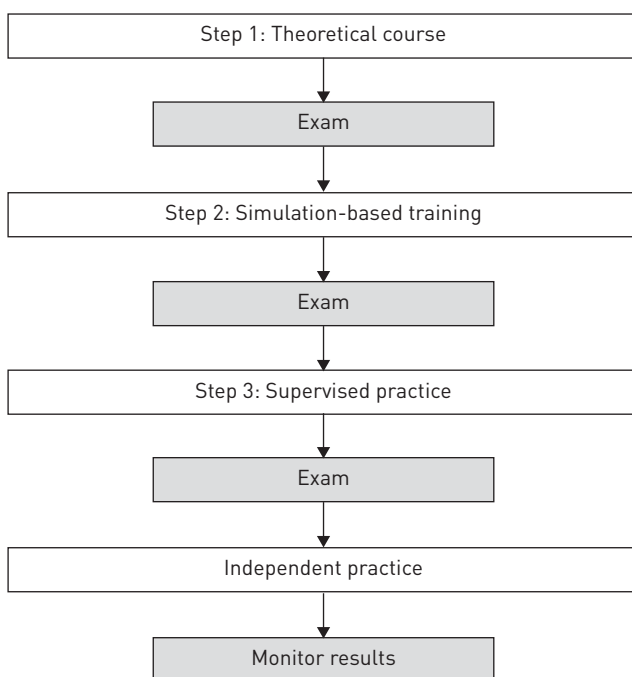 Step 1: Theoretical course
Exam
Step 2: Simulation-based training
Exam
Step 3: Supervised practice
Exam
Independent practice
Monitor results